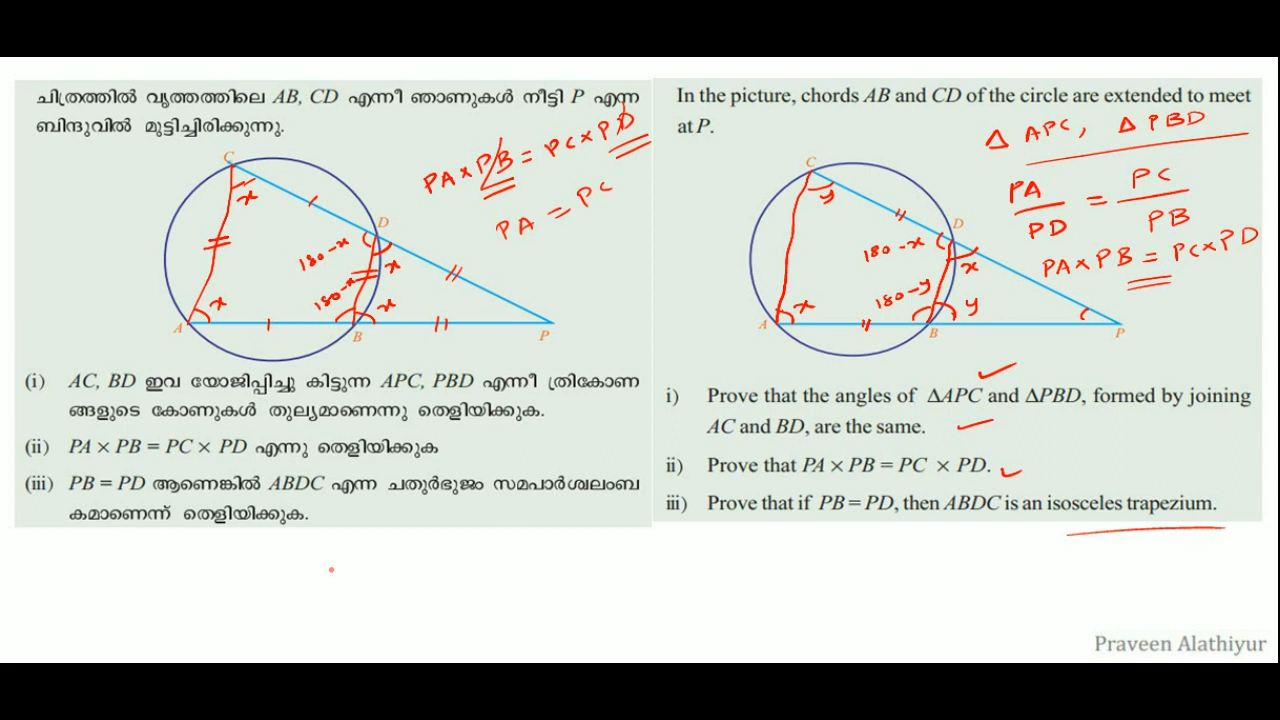 ചിത്രത്തിൽ വൃത്തത്തിലെ AB, CD എന്നീ ഞാണുകൾ നീട്ടി P എന്ന
ബിന്ദുവിൽ മുട്ടിച്ചിരിക്കുന്നു.
PA × PB = PC × PD
PA = PC
C
x
D
180-x
x
180-x
x
x
A
B
P
(i) AC, BD ഇവ യോജിപ്പിച്ചു കിട്ടുന്ന APC, PBD എന്നീ ത്രികോണ
ങ്ങളുടെ കോണുകൾ തുല്യമാണെന്നു തെളിയിക്കുക.
(ii) PA × PB = PC × PD എന്നു തെളിയിക്കുക
(iii) PB = PD ആണെങ്കിൽ ABDC എന്ന ചതുർഭുജം സമപാർശ്വലംബ
കമാണെന്ന് തെളിയിക്കുക.
In the picture, chords AB and CD of the circle are extended to meet
at P.
Δ APC, Δ PBD
PA/PD = PC/PB
PA × PB = PC × PD
C
y
D
180-x
x
180-y
x
y
A
B
P
i) Prove that the angles of ΔAPC and ΔPBD, formed by joining
AC and BD, are the same.
ii) Prove that PA × PB = PC × PD.
iii) Prove that if PB = PD, then ABDC is an isosceles trapezium.
Praveen Alathiyur